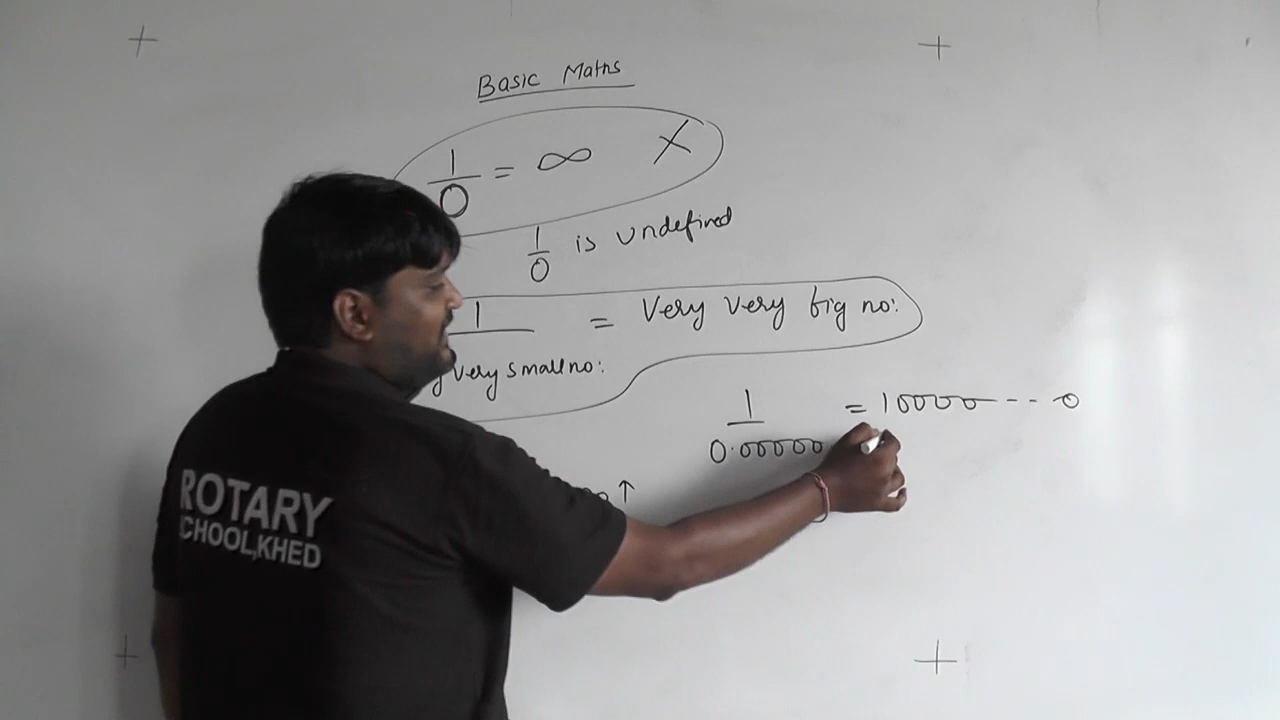 Basic Maths
1/0 = ∞ X
1/0 is undefined
1 = Very very big no:
very small no:
1 = 10000 - - - 0
0.00000
↑
ROTARY
CHOOL,KHED